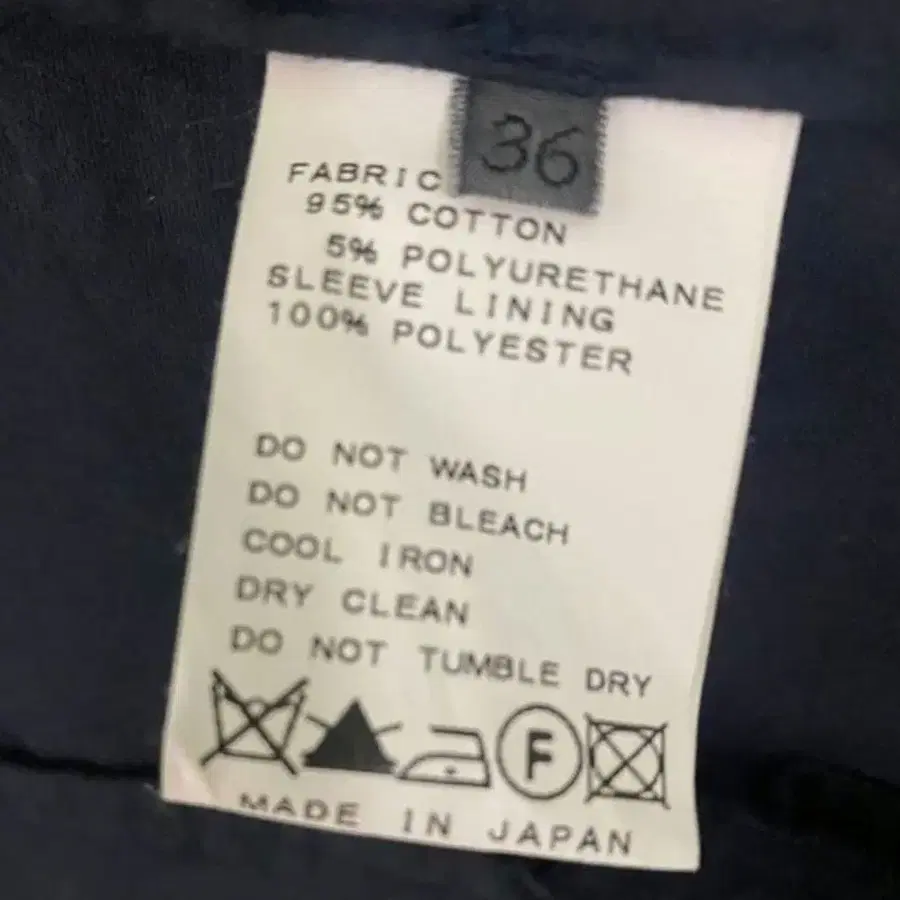 36
FABRIC
95% COTTON
5% POLYURETHANE
SLEEVE LINING
100% POLYESTER
DO NOT WASH
DO NOT BLEACH
COOL IRON
DRY CLEAN
DO NOT TUMBLE DRY
F
MADE IN JAPAN